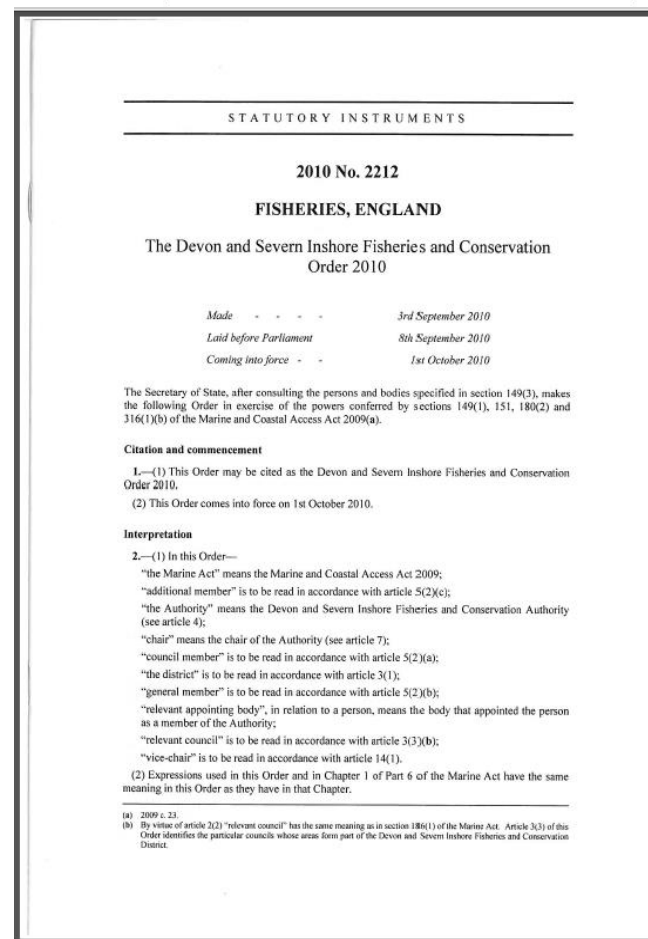 STATUTORY INSTRUMENTS
2010 No. 2212
FISHERIES, ENGLAND
The Devon and Severn Inshore Fisheries and Conservation
Order 2010
Made - - - - 3rd September 2010
Laid before Parliament 8th September 2010
Coming into force - - 1st October 2010
The Secretary of State, after consulting the persons and bodies specified in section 149(3), makes
the following Order in exercise of the powers conferred by sections 149(1), 151, 180(2) and
316(1)(b) of the Marine and Coastal Access Act 2009(a).
Citation and commencement
1.—(1) This Order may be cited as the Devon and Severn Inshore Fisheries and Conservation
Order 2010.
(2) This Order comes into force on 1st October 2010.
Interpretation
2.—(1) In this Order—
“the Marine Act” means the Marine and Coastal Access Act 2009;
“additional member” is to be read in accordance with article 5(2)(c);
“the Authority” means the Devon and Severn Inshore Fisheries and Conservation Authority
(see article 4);
“chair” means the chair of the Authority (see article 7);
“council member” is to be read in accordance with article 5(2)(a);
“the district” is to be read in accordance with article 3(1);
“general member” is to be read in accordance with article 5(2)(b);
“relevant appointing body”, in relation to a person, means the body that appointed the person
as a member of the Authority;
“relevant council” is to be read in accordance with article 3(3)(b);
“vice-chair” is to be read in accordance with article 14(1).
(2) Expressions used in this Order and in Chapter 1 of Part 6 of the Marine Act have the same
meaning in this Order as they have in that Chapter.
(a) 2009 c. 23.
(b) By virtue of article 2(2) “relevant council” has the same meaning as in section 186(1) of the Marine Act. Article 3(3) of this
Order identifies the particular councils whose areas form part of the Devon and Severn Inshore Fisheries and Conservation
District.